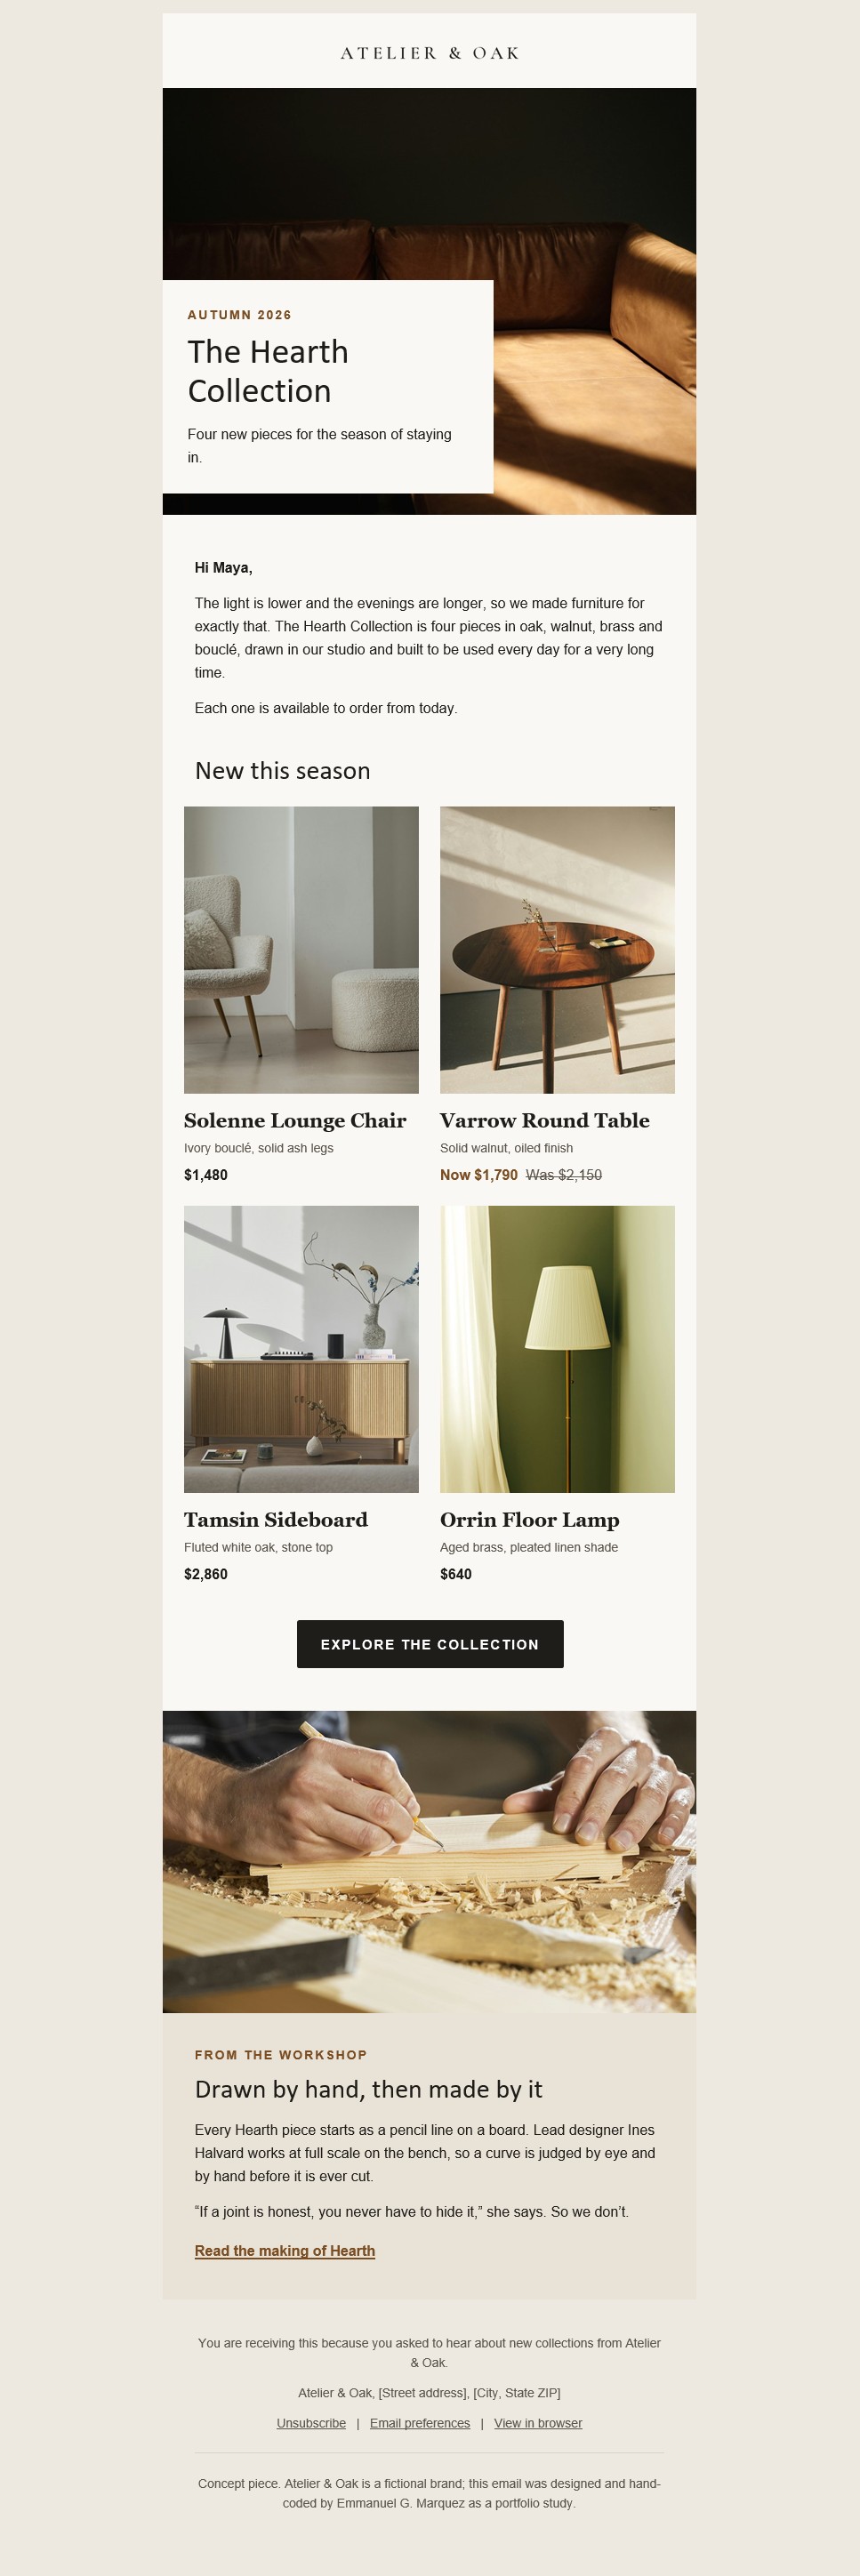 ATELIER & OAK
AUTUMN 2026
The Hearth
Collection
Four new pieces for the season of staying
in.
Hi Maya,
The light is lower and the evenings are longer, so we made furniture for
exactly that. The Hearth Collection is four pieces in oak, walnut, brass and
bouclé, drawn in our studio and built to be used every day for a very long
time.
Each one is available to order from today.
New this season
Solenne Lounge Chair
Ivory bouclé, solid ash legs
$1,480
Varrow Round Table
Solid walnut, oiled finish
Now $1,790 Was $2,150
Tamsin Sideboard
Fluted white oak, stone top
$2,860
Orrin Floor Lamp
Aged brass, pleated linen shade
$640
EXPLORE THE COLLECTION
FROM THE WORKSHOP
Drawn by hand, then made by it
Every Hearth piece starts as a pencil line on a board. Lead designer Ines
Halvard works at full scale on the bench, so a curve is judged by eye and
by hand before it is ever cut.
“If a joint is honest, you never have to hide it,” she says. So we don’t.
Read the making of Hearth
You are receiving this because you asked to hear about new collections from Atelier
& Oak.
Atelier & Oak, [Street address], [City, State ZIP]
Unsubscribe | Email preferences | View in browser
Concept piece. Atelier & Oak is a fictional brand; this email was designed and hand-
coded by Emmanuel G. Marquez as a portfolio study.